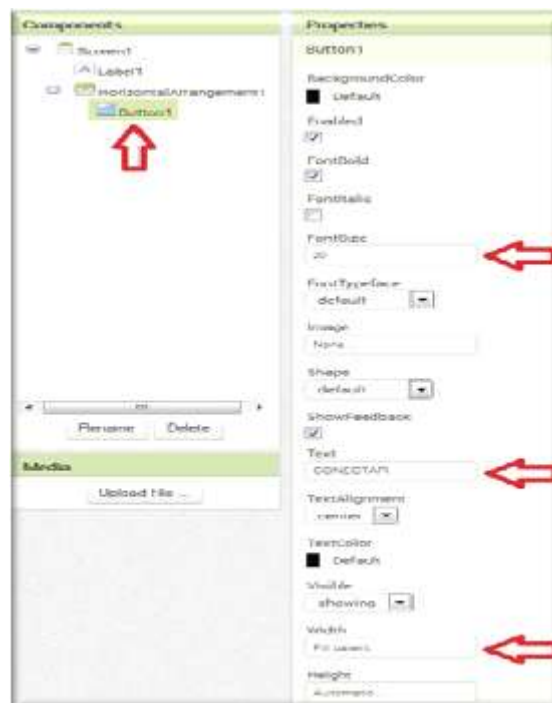 Components
Screen1
Label1
HorizontalArrangement1
Button1
Rename Delete
Media
Upload File ...
Properties
Button1
BackgroundColor
Default
Enabled
FontBold
FontItalic
FontSize
20
FontTypeface
default
Image
None
Shape
default
ShowFeedback
Text
CONECTAR
TextAlignment
center
TextColor
Default
Visible
showing
Width
Fill parent
Height
Automatic